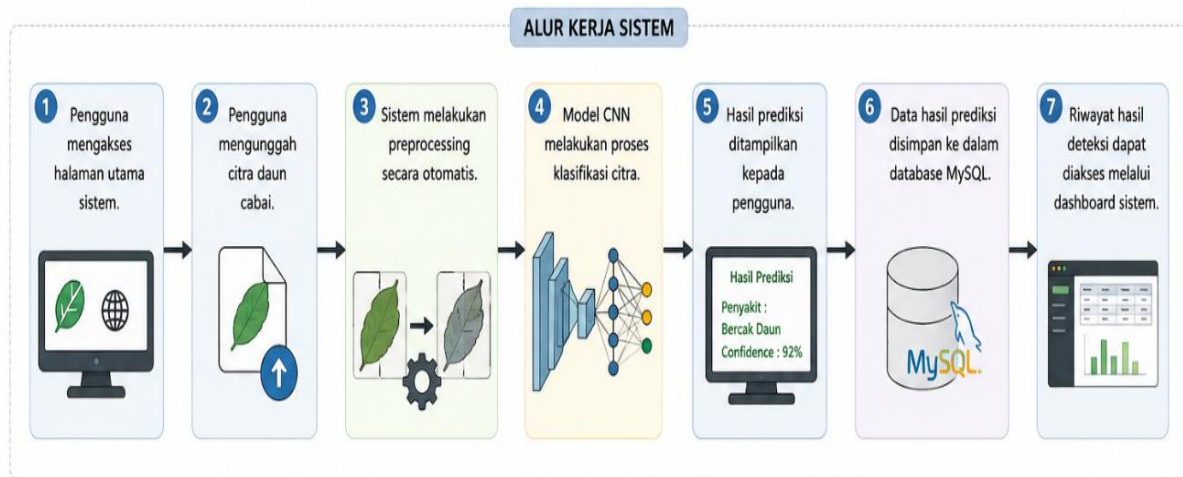 ALUR KERJA SISTEM
1
Pengguna
mengakses
halaman utama
sistem.
2
Pengguna
mengunggah
citra daun
cabai.
3
Sistem melakukan
preprocessing
secara otomatis.
4
Model CNN
melakukan proses
klasifikasi citra.
5
Hasil prediksi
ditampilkan
kepada
pengguna.
Hasil Prediksi
Penyakit :
Bercak Daun
Confidence : 92%
6
Data hasil prediksi
disimpan ke dalam
database MySQL.
MySQL.
7
Riwayat hasil
deteksi dapat
diakses melalui
dashboard sistem.